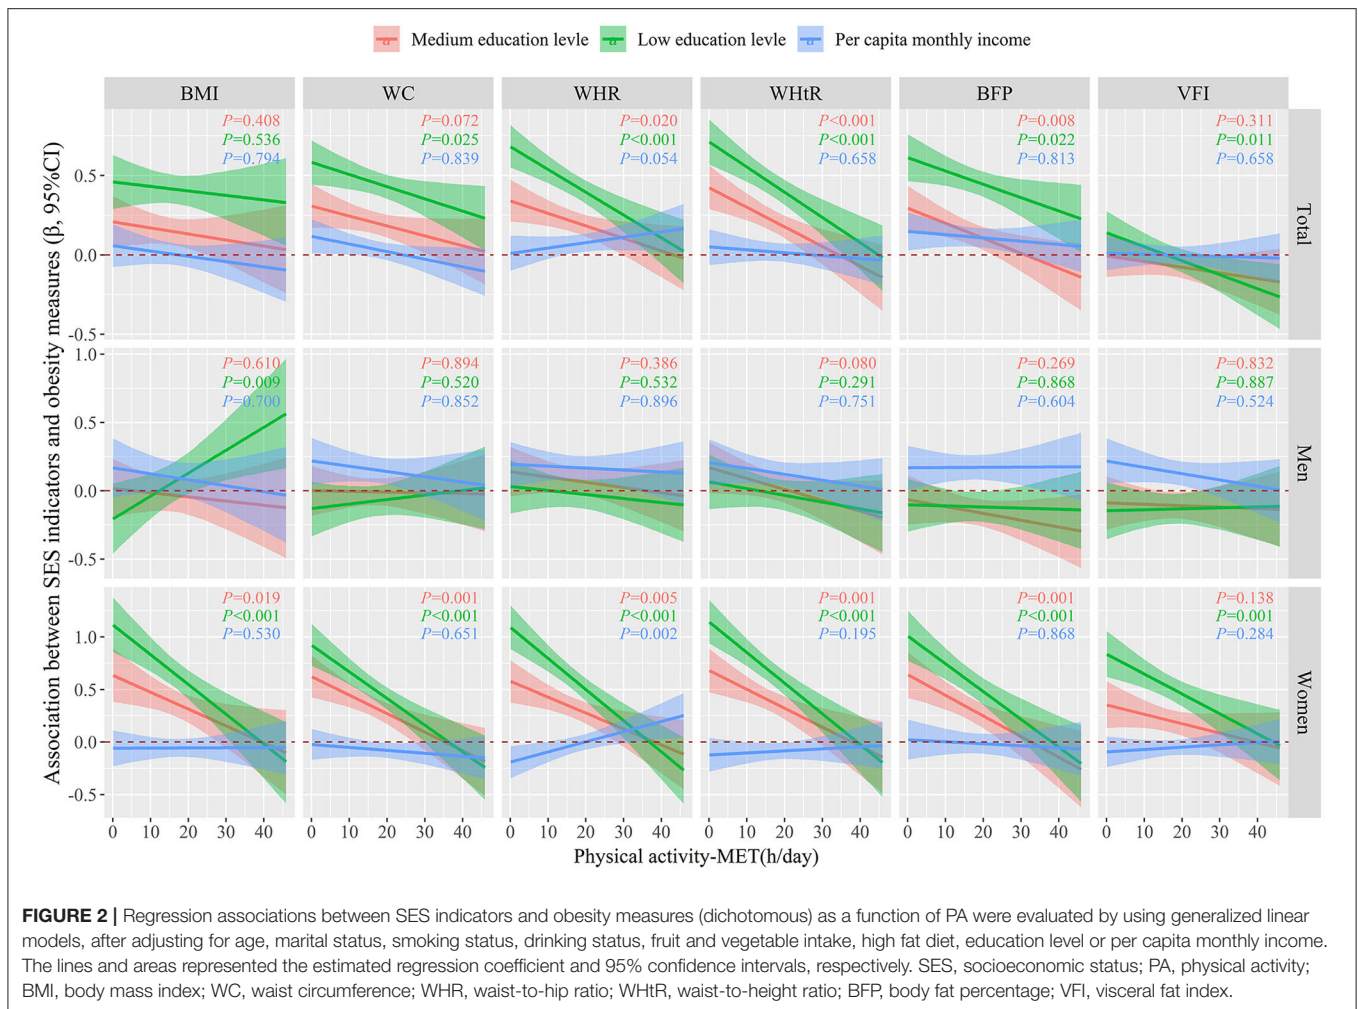 a Medium education levle a Low education levle a Per capita monthly income
BMI WC WHR WHtR BFP VFI
P=0.408 P=0.072 P=0.020 P<0.001 P=0.008 P=0.311
P=0.536 P=0.025 P<0.001 P<0.001 P=0.022 P=0.011
P=0.794 P=0.839 P=0.054 P=0.658 P=0.813 P=0.658
0.5
0.0
-0.5
Total
P=0.610 P=0.894 P=0.386 P=0.080 P=0.269 P=0.832
P=0.009 P=0.520 P=0.532 P=0.291 P=0.868 P=0.887
P=0.700 P=0.852 P=0.896 P=0.751 P=0.604 P=0.524
1.0
0.5
0.0
-0.5
Men
P=0.019 P=0.001 P=0.005 P=0.001 P=0.001 P=0.138
P<0.001 P<0.001 P<0.001 P<0.001 P<0.001 P=0.001
P=0.530 P=0.651 P=0.002 P=0.195 P=0.868 P=0.284
1.0
0.5
0.0
-0.5
Women
Association between SES indicators and obesity measures (β, 95%CI)
0 10 20 30 40 0 10 20 30 40 0 10 20 30 40 0 10 20 30 40 0 10 20 30 40 0 10 20 30 40
Physical activity-MET(h/day)
FIGURE 2 | Regression associations between SES indicators and obesity measures (dichotomous) as a function of PA were evaluated by using generalized linear
models, after adjusting for age, marital status, smoking status, drinking status, fruit and vegetable intake, high fat diet, education level or per capita monthly income.
The lines and areas represented the estimated regression coefficient and 95% confidence intervals, respectively. SES, socioeconomic status; PA, physical activity;
BMI, body mass index; WC, waist circumference; WHR, waist-to-hip ratio; WHtR, waist-to-height ratio; BFP, body fat percentage; VFI, visceral fat index.